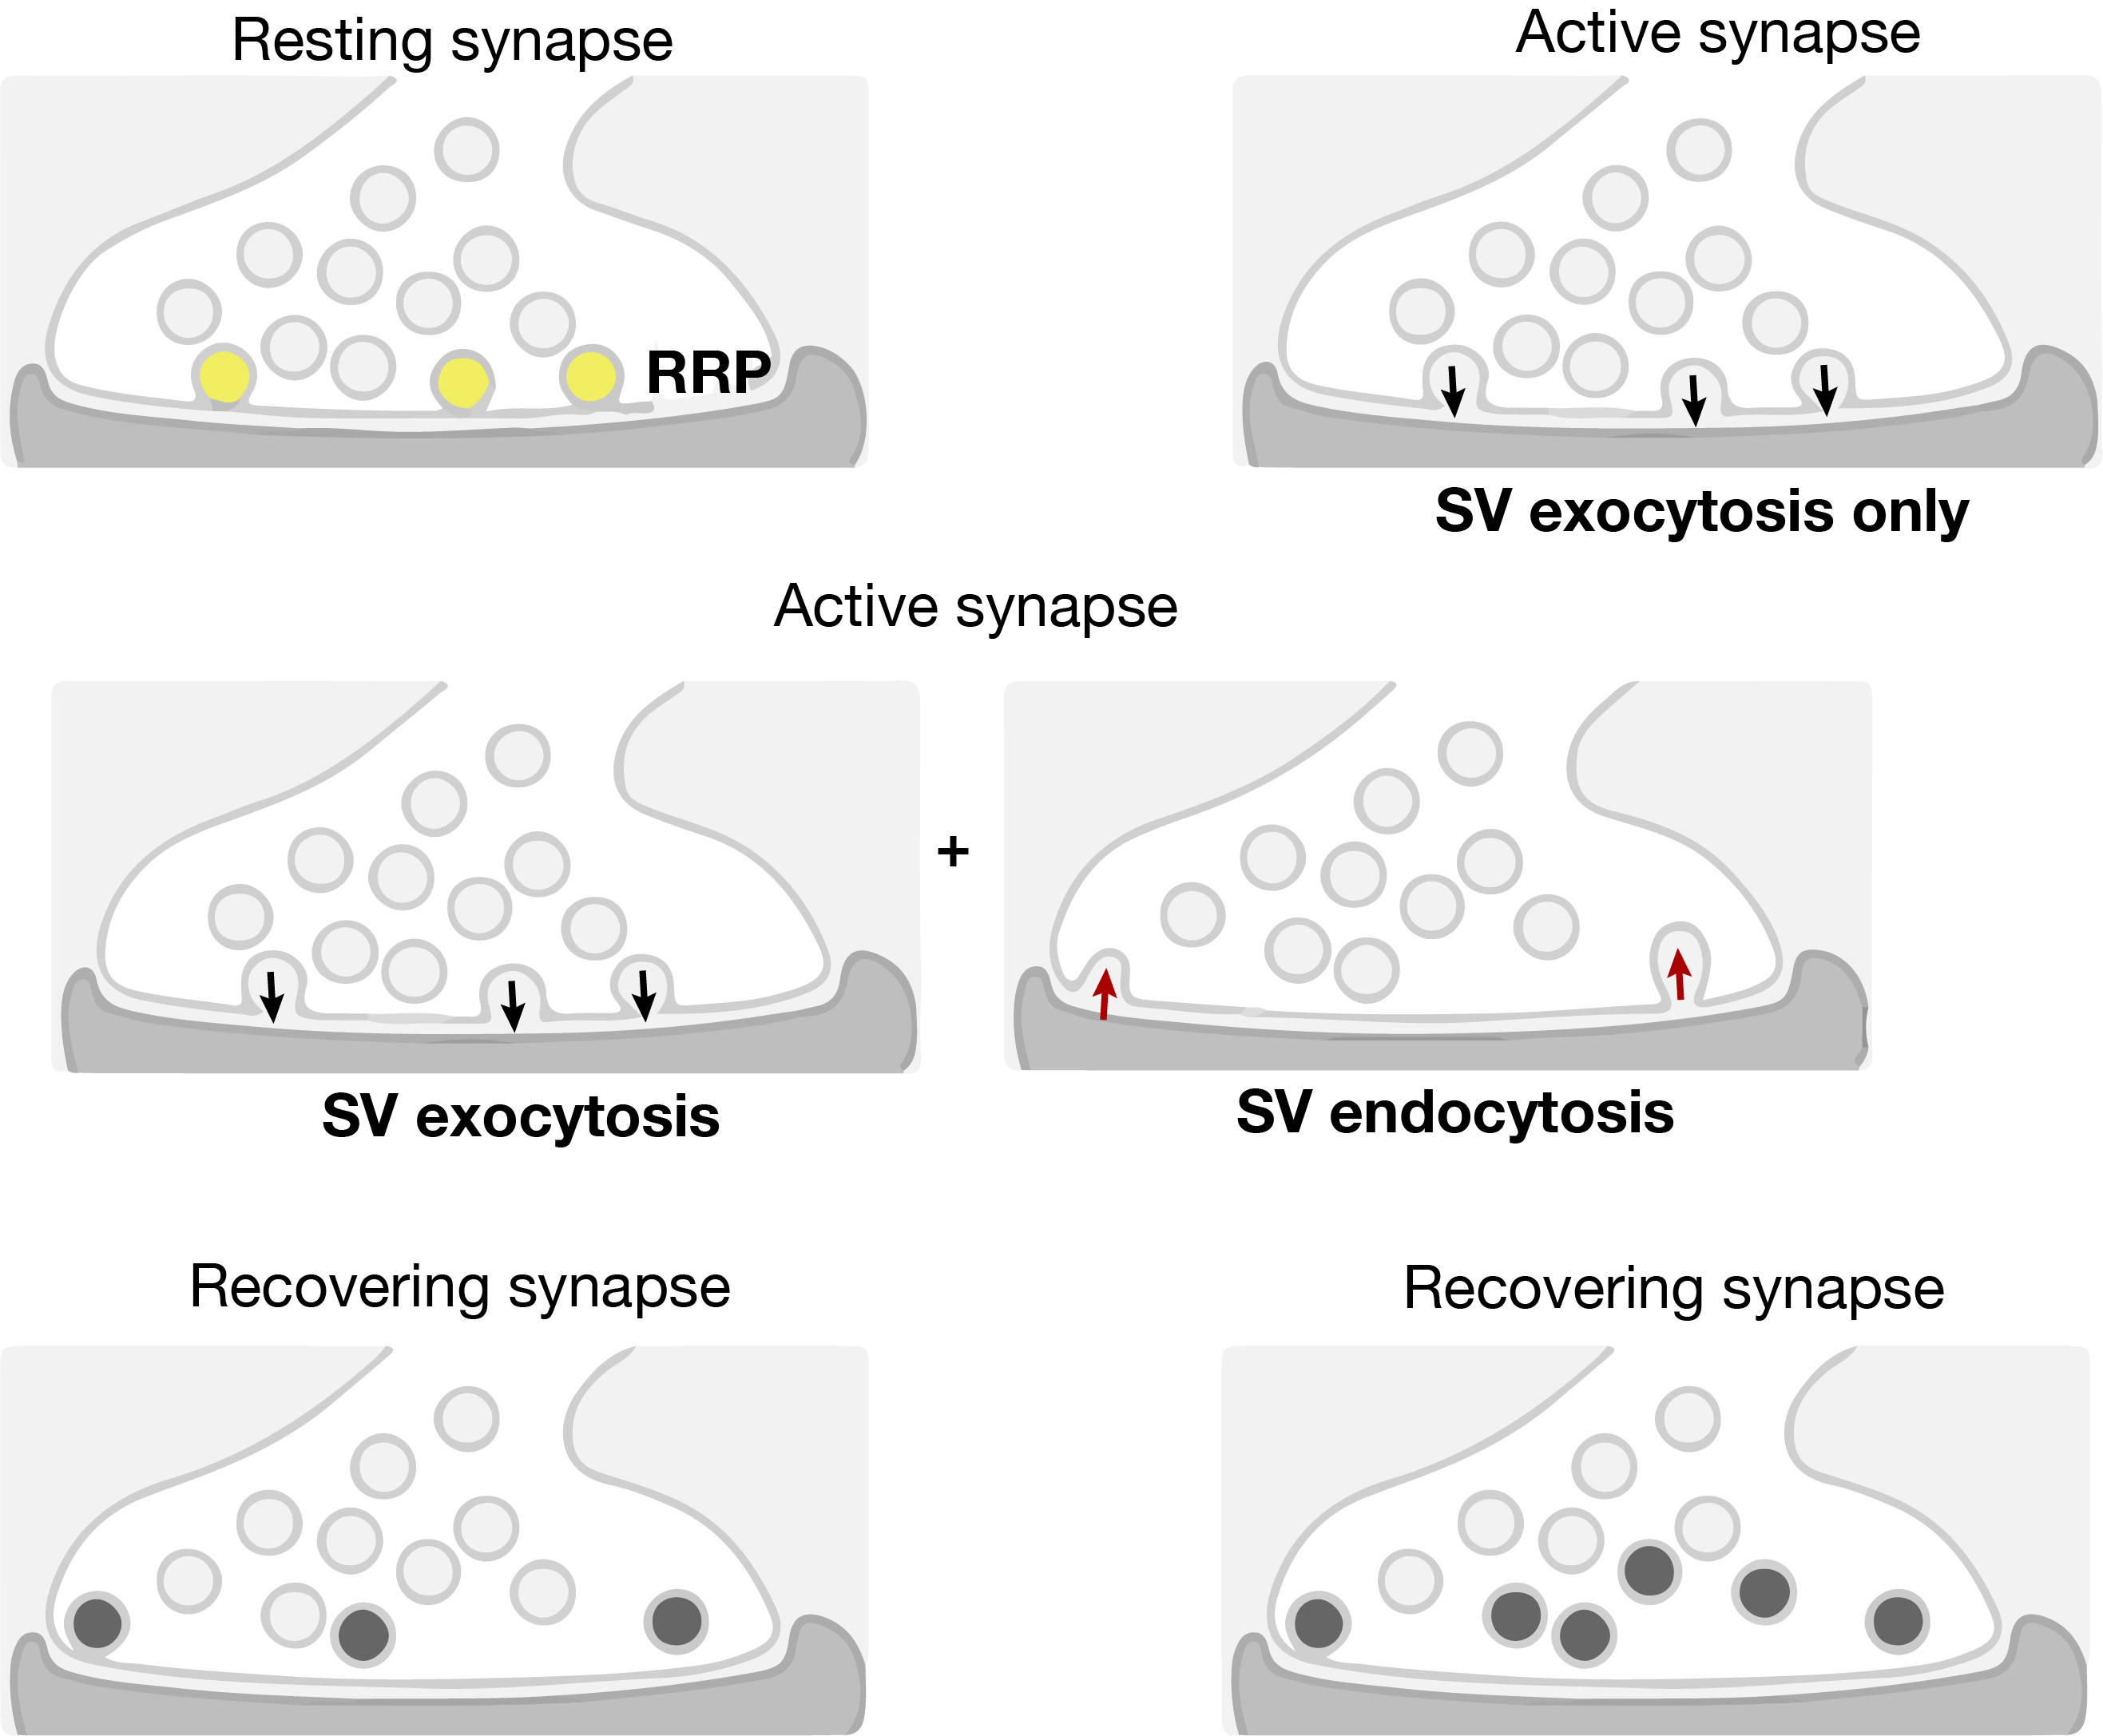 Resting synapse
Active synapse
RRP
SV exocytosis only
Active synapse
+
SV exocytosis
SV endocytosis
Recovering synapse
Recovering synapse